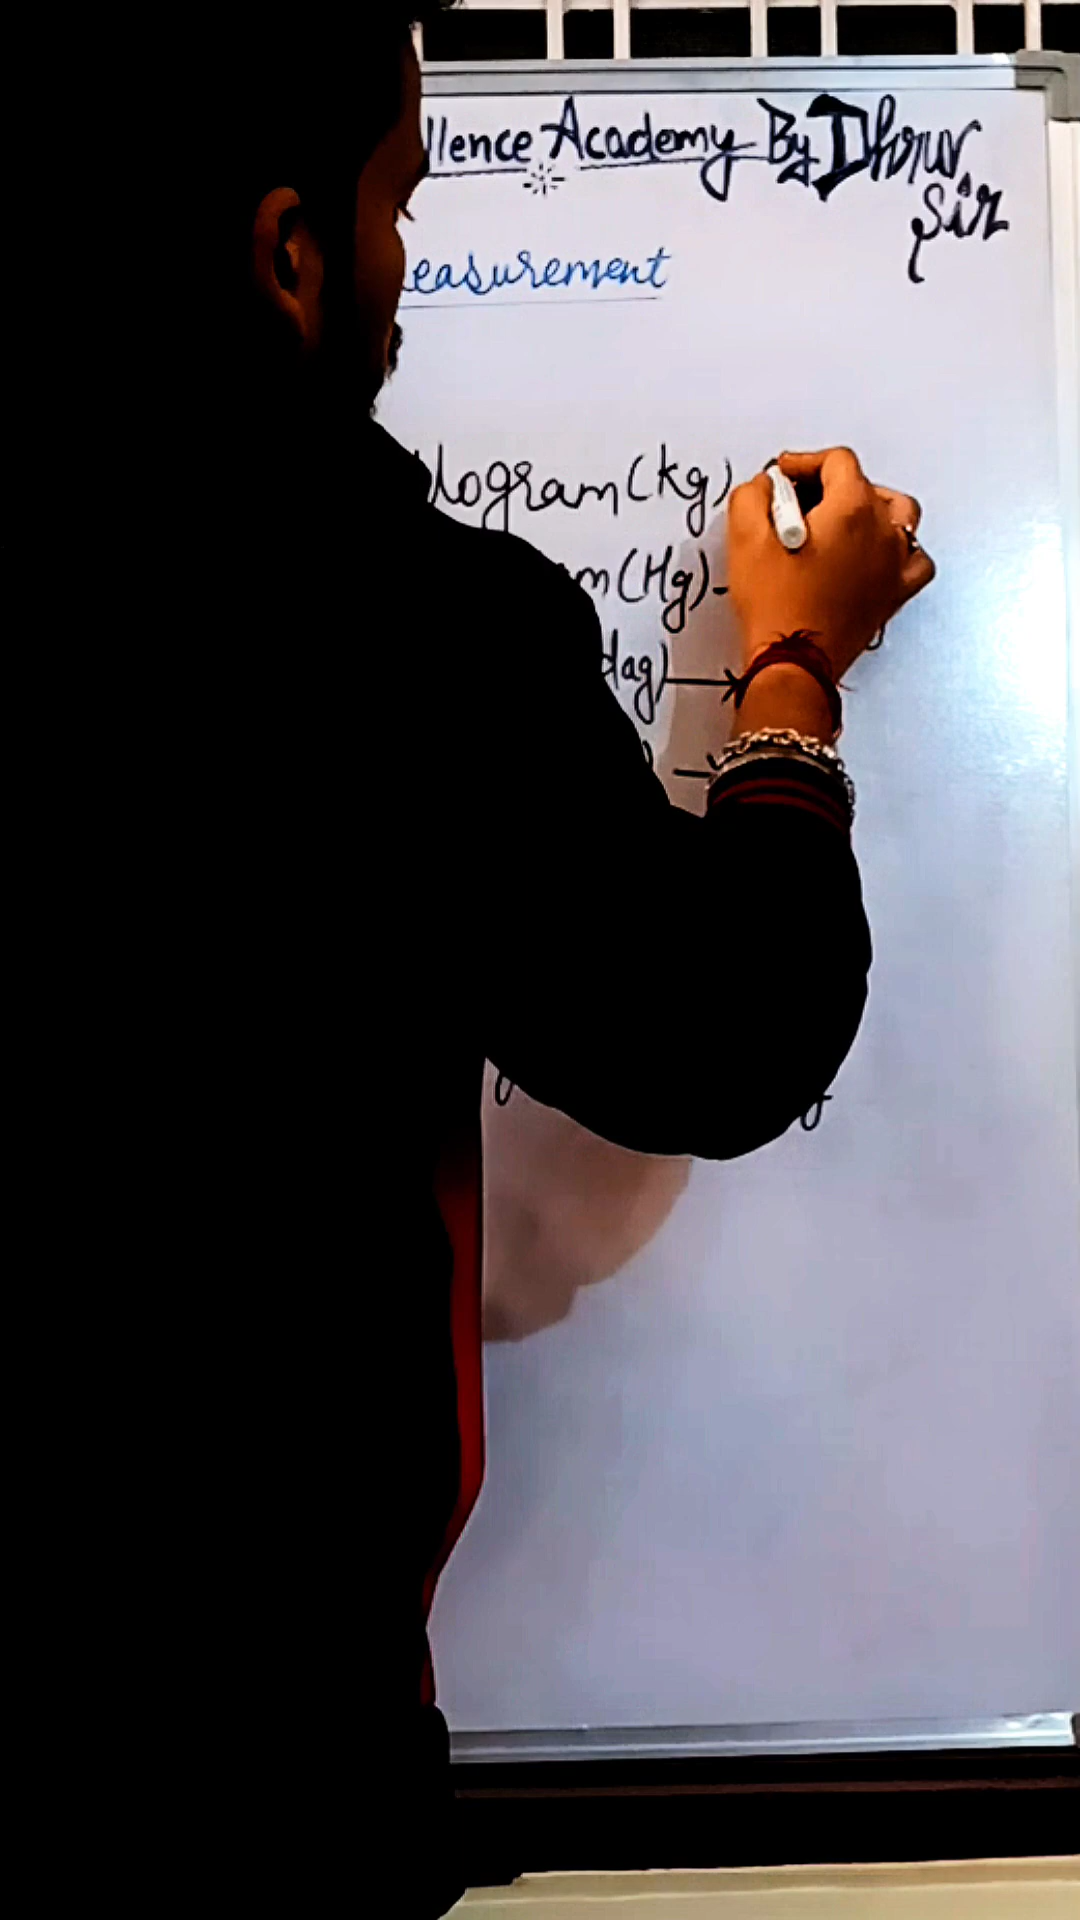 llence Academy By Dhruv
Sir
easurement
logram (kg)
m (Hg) -
dag) →